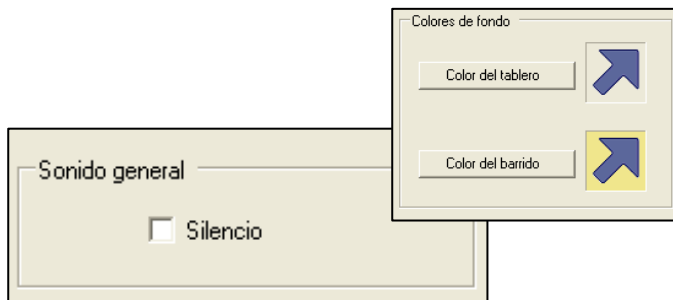 Colores de fondo
Color del tablero
Color del barrido
Sonido general
Silencio